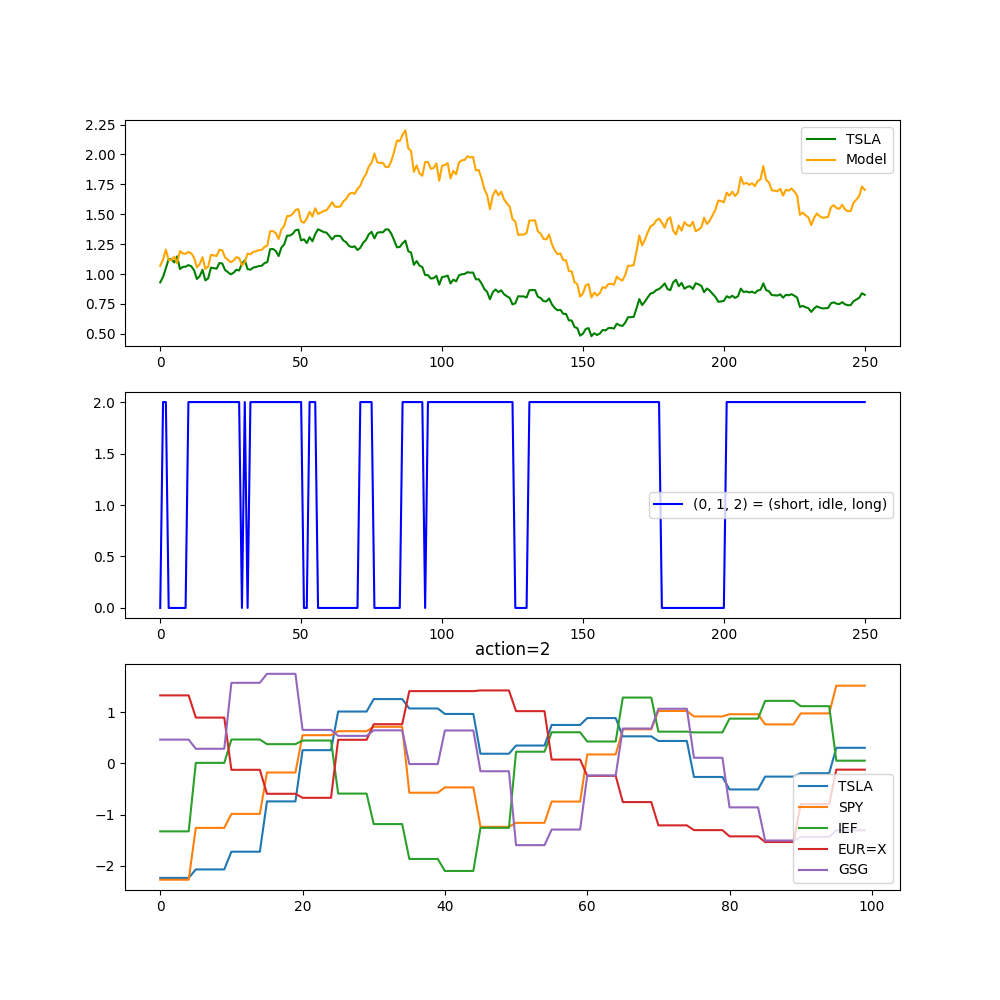 2.25
2.00
1.75
1.50
1.25
1.00
0.75
0.50
TSLA
Model
0 50 100 150 200 250
2.0
1.5
1.0
0.5
0.0
(0, 1, 2) = (short, idle, long)
0 50 100 150 200 250
action=2
1
0
−1
−2
TSLA
SPY
IEF
EUR=X
GSG
0 20 40 60 80 100